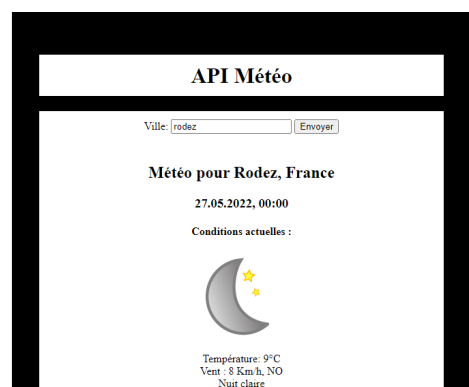 API Météo
Ville: rodez Envoyer
Météo pour Rodez, France
27.05.2022, 00:00
Conditions actuelles :
Température: 9°C
Vent : 8 Km/h, NO
Nuit claire